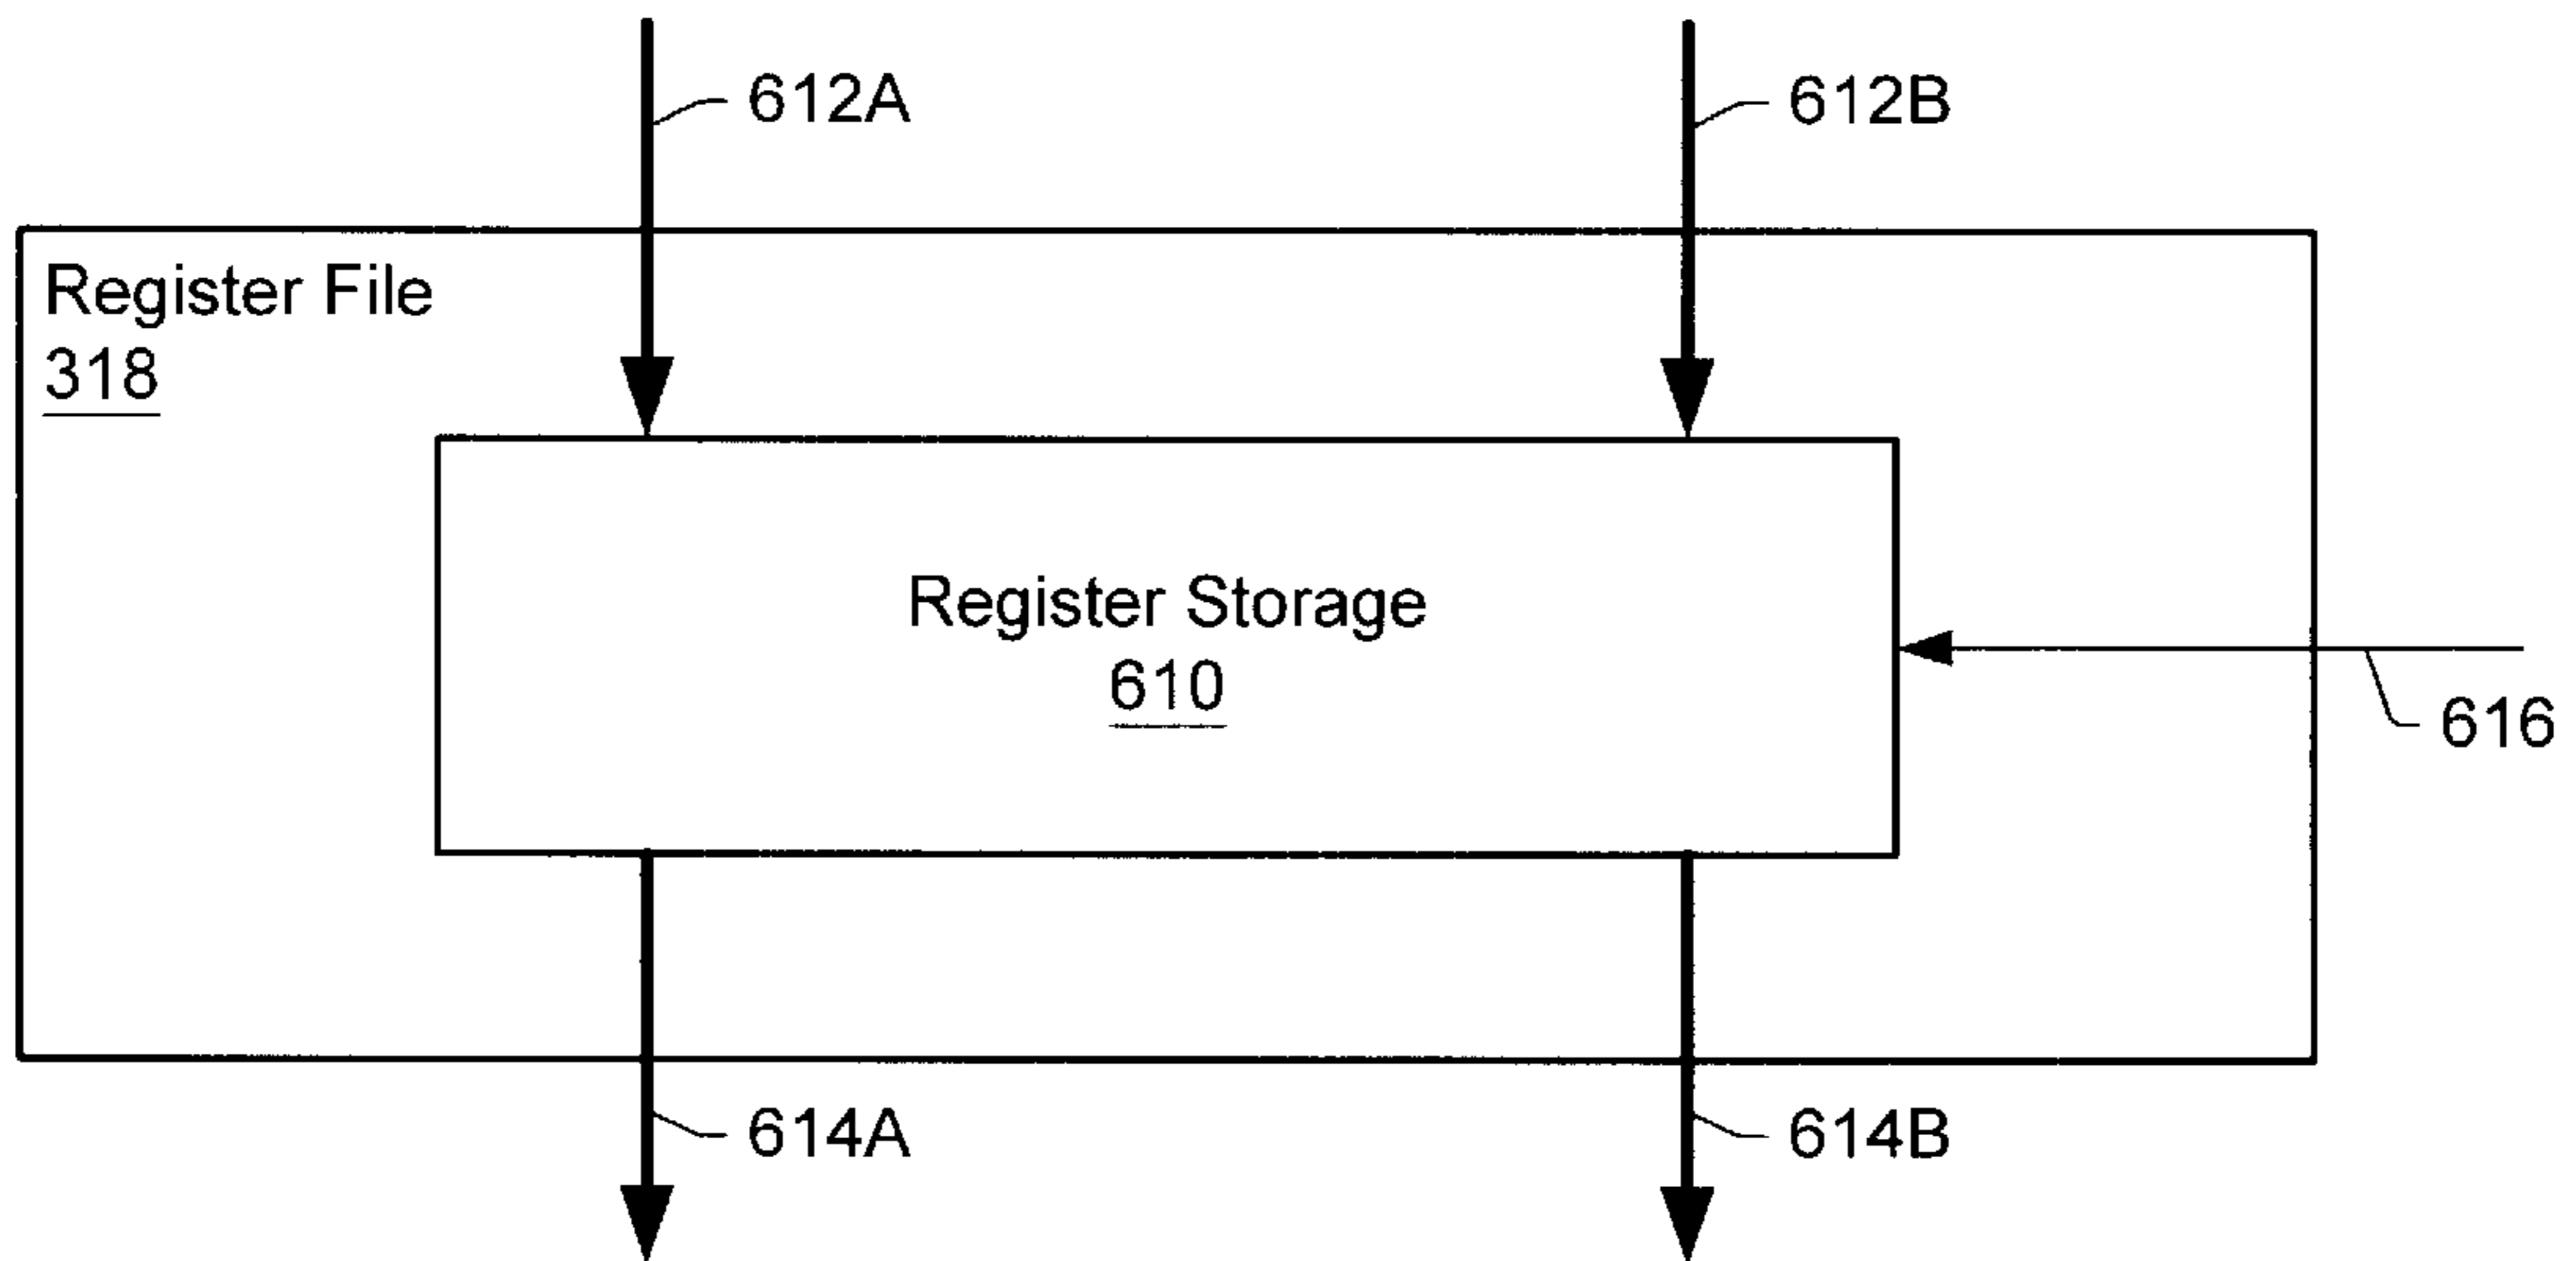 612A
612B
Register File
318
Register Storage
610
616
614A
614B